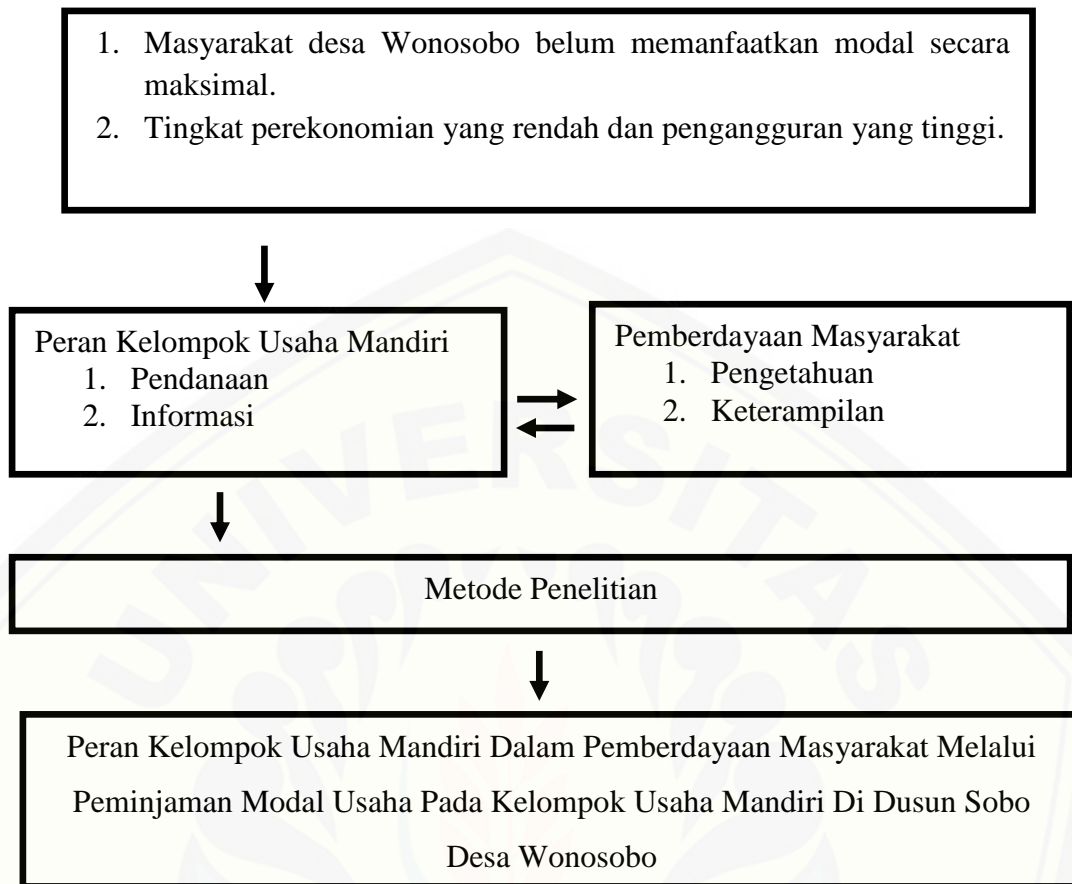 1. Masyarakat desa Wonosobo belum memanfaatkan modal secara
maksimal.
2. Tingkat perekonomian yang rendah dan pengangguran yang tinggi.
Peran Kelompok Usaha Mandiri
1. Pendanaan
2. Informasi
Pemberdayaan Masyarakat
1. Pengetahuan
2. Keterampilan
UNIVERSITAS
Metode Penelitian
Peran Kelompok Usaha Mandiri Dalam Pemberdayaan Masyarakat Melalui
Peminjaman Modal Usaha Pada Kelompok Usaha Mandiri Di Dusun Sobo
Desa Wonosobo